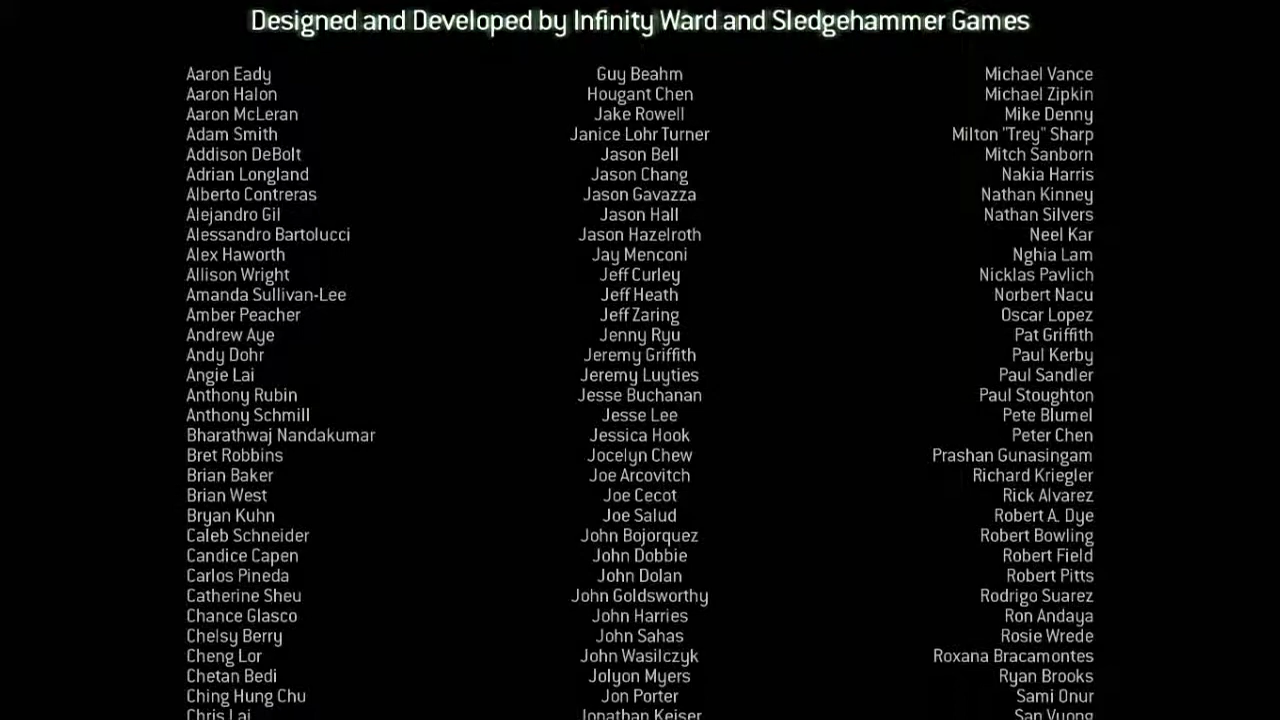 Designed and Developed by Infinity Ward and Sledgehammer Games
Aaron Eady
Aaron Halon
Aaron McLeran
Adam Smith
Addison DeBolt
Adrian Longland
Alberto Contreras
Alejandro Gil
Alessandro Bartolucci
Alex Haworth
Allison Wright
Amanda Sullivan-Lee
Amber Peacher
Andrew Aye
Andy Dohr
Angie Lai
Anthony Rubin
Anthony Schmill
Bharathwaj Nandakumar
Bret Robbins
Brian Baker
Brian West
Bryan Kuhn
Caleb Schneider
Candice Capen
Carlos Pineda
Catherine Sheu
Chance Glasco
Chelsy Berry
Cheng Lor
Chetan Bedi
Ching Hung Chu
Chris Lai
Guy Beahm
Hougant Chen
Jake Rowell
Janice Lohr Turner
Jason Bell
Jason Chang
Jason Gavazza
Jason Hall
Jason Hazelroth
Jay Menconi
Jeff Curley
Jeff Heath
Jeff Zaring
Jenny Ryu
Jeremy Griffith
Jeremy Luyties
Jesse Buchanan
Jesse Lee
Jessica Hook
Jocelyn Chew
Joe Arcovitch
Joe Cecot
Joe Salud
John Bojorquez
John Dobbie
John Dolan
John Goldsworthy
John Harries
John Sahas
John Wasilczyk
Jolyon Myers
Jon Porter
Jonathan Keiser
Michael Vance
Michael Zipkin
Mike Denny
Milton "Trey" Sharp
Mitch Sanborn
Nakia Harris
Nathan Kinney
Nathan Silvers
Neel Kar
Nghia Lam
Nicklas Pavlich
Norbert Nacu
Oscar Lopez
Pat Griffith
Paul Kerby
Paul Sandler
Paul Stoughton
Pete Blumel
Peter Chen
Prashan Gunasingam
Richard Kriegler
Rick Alvarez
Robert A. Dye
Robert Bowling
Robert Field
Robert Pitts
Rodrigo Suarez
Ron Andaya
Rosie Wrede
Roxana Bracamontes
Ryan Brooks
Sami Onur
San Vuong